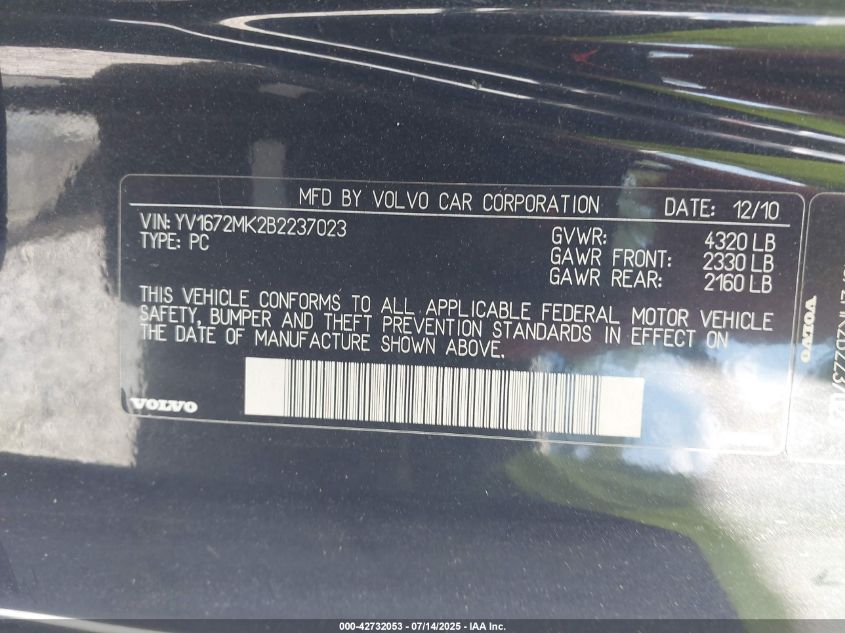 MFD BY VOLVO CAR CORPORATION DATE: 12/10
VIN: YV1672MK2B2237023
TYPE: PC
GVWR: 4320 LB
GAWR FRONT: 2330 LB
GAWR REAR: 2160 LB
THIS VEHICLE CONFORMS TO ALL APPLICABLE FEDERAL MOTOR VEHICLE
SAFETY, BUMPER AND THEFT PREVENTION STANDARDS IN EFFECT ON
THE DATE OF MANUFACTURE SHOWN ABOVE.
VOLVO
VOLVO
000-42732053 - 07/14/2025 - IAA Inc.